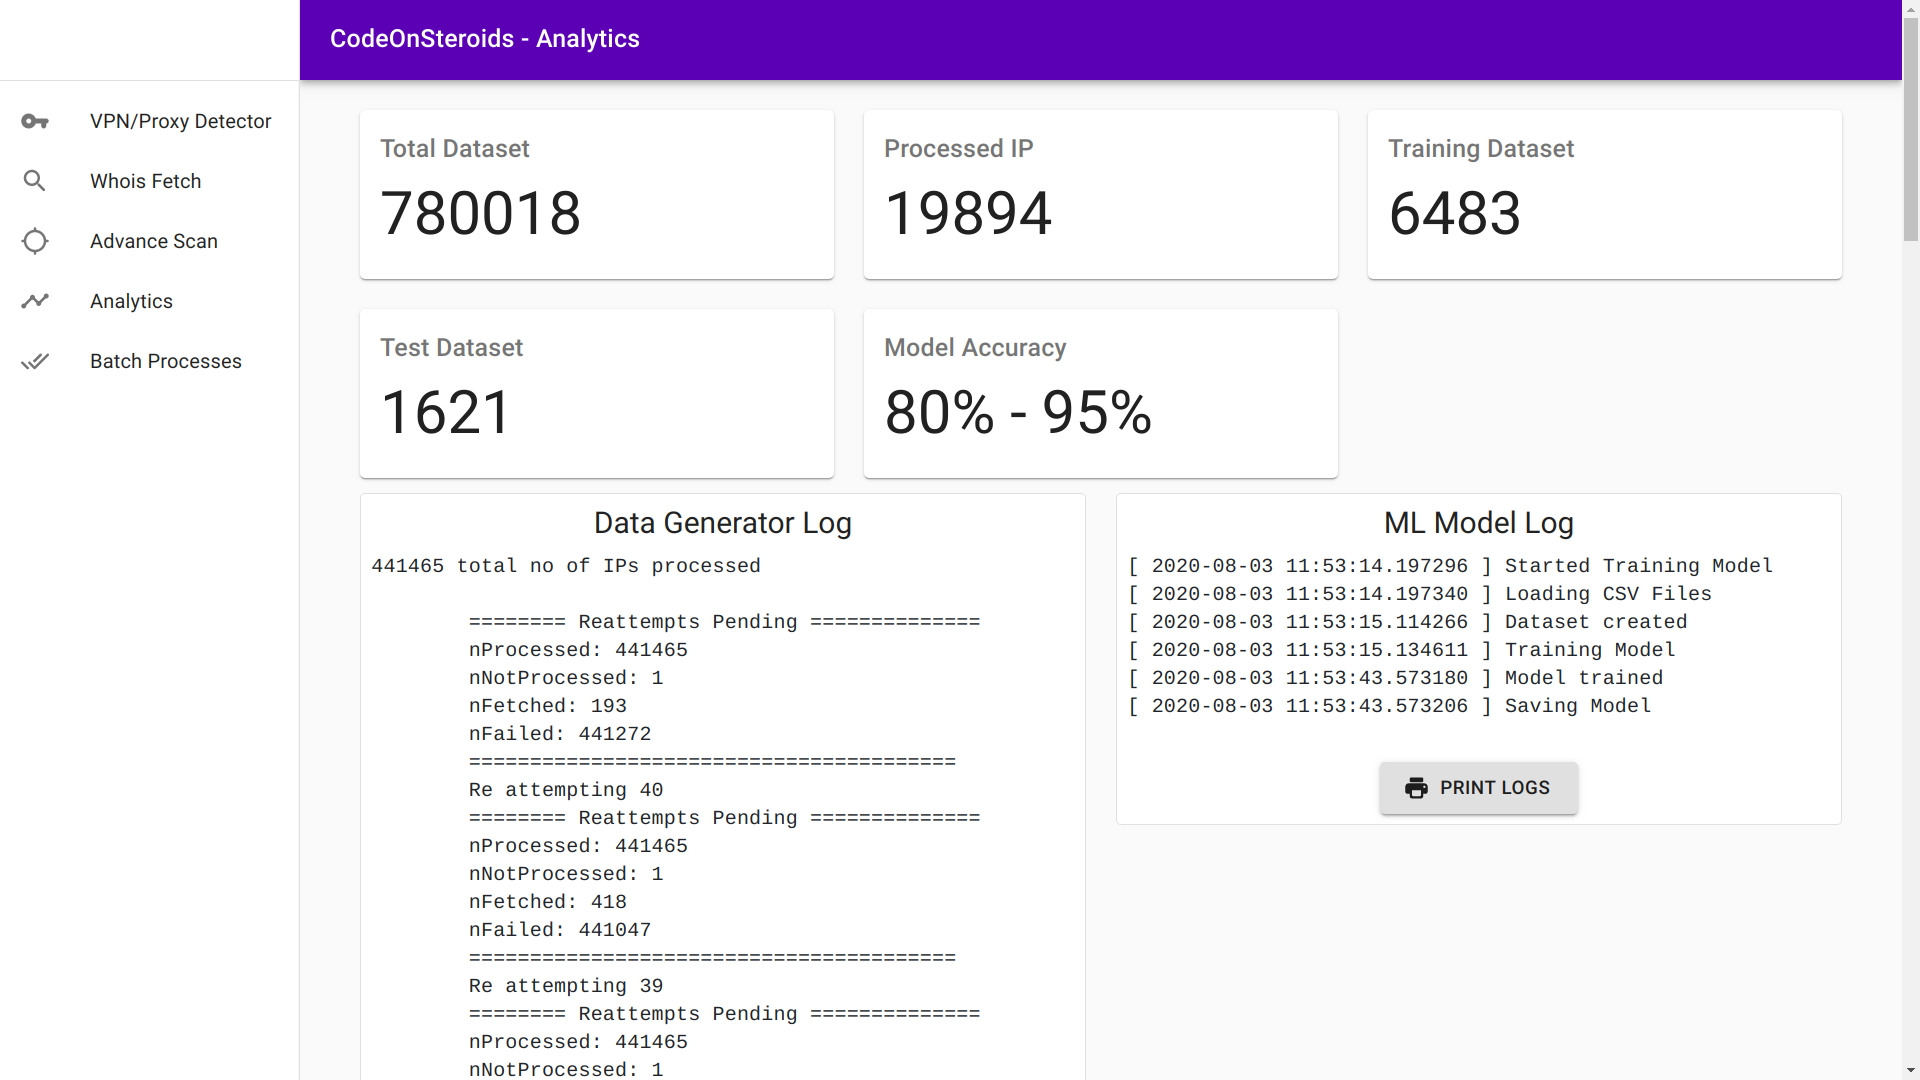 CodeOnSteroids - Analytics
VPN/Proxy Detector
Whois Fetch
Advance Scan
Analytics
Batch Processes
Total Dataset
780018
Processed IP
19894
Training Dataset
6483
Test Dataset
1621
Model Accuracy
80% - 95%
Data Generator Log
441465 total no of IPs processed
======== Reattempts Pending ==============
nProcessed: 441465
nNotProcessed: 1
nFetched: 193
nFailed: 441272
========================================
Re attempting 40
======== Reattempts Pending ==============
nProcessed: 441465
nNotProcessed: 1
nFetched: 418
nFailed: 441047
========================================
Re attempting 39
======== Reattempts Pending ==============
nProcessed: 441465
nNotProcessed: 1
ML Model Log
[ 2020-08-03 11:53:14.197296 ] Started Training Model
[ 2020-08-03 11:53:14.197340 ] Loading CSV Files
[ 2020-08-03 11:53:15.114266 ] Dataset created
[ 2020-08-03 11:53:15.134611 ] Training Model
[ 2020-08-03 11:53:43.573180 ] Model trained
[ 2020-08-03 11:53:43.573206 ] Saving Model
PRINT LOGS